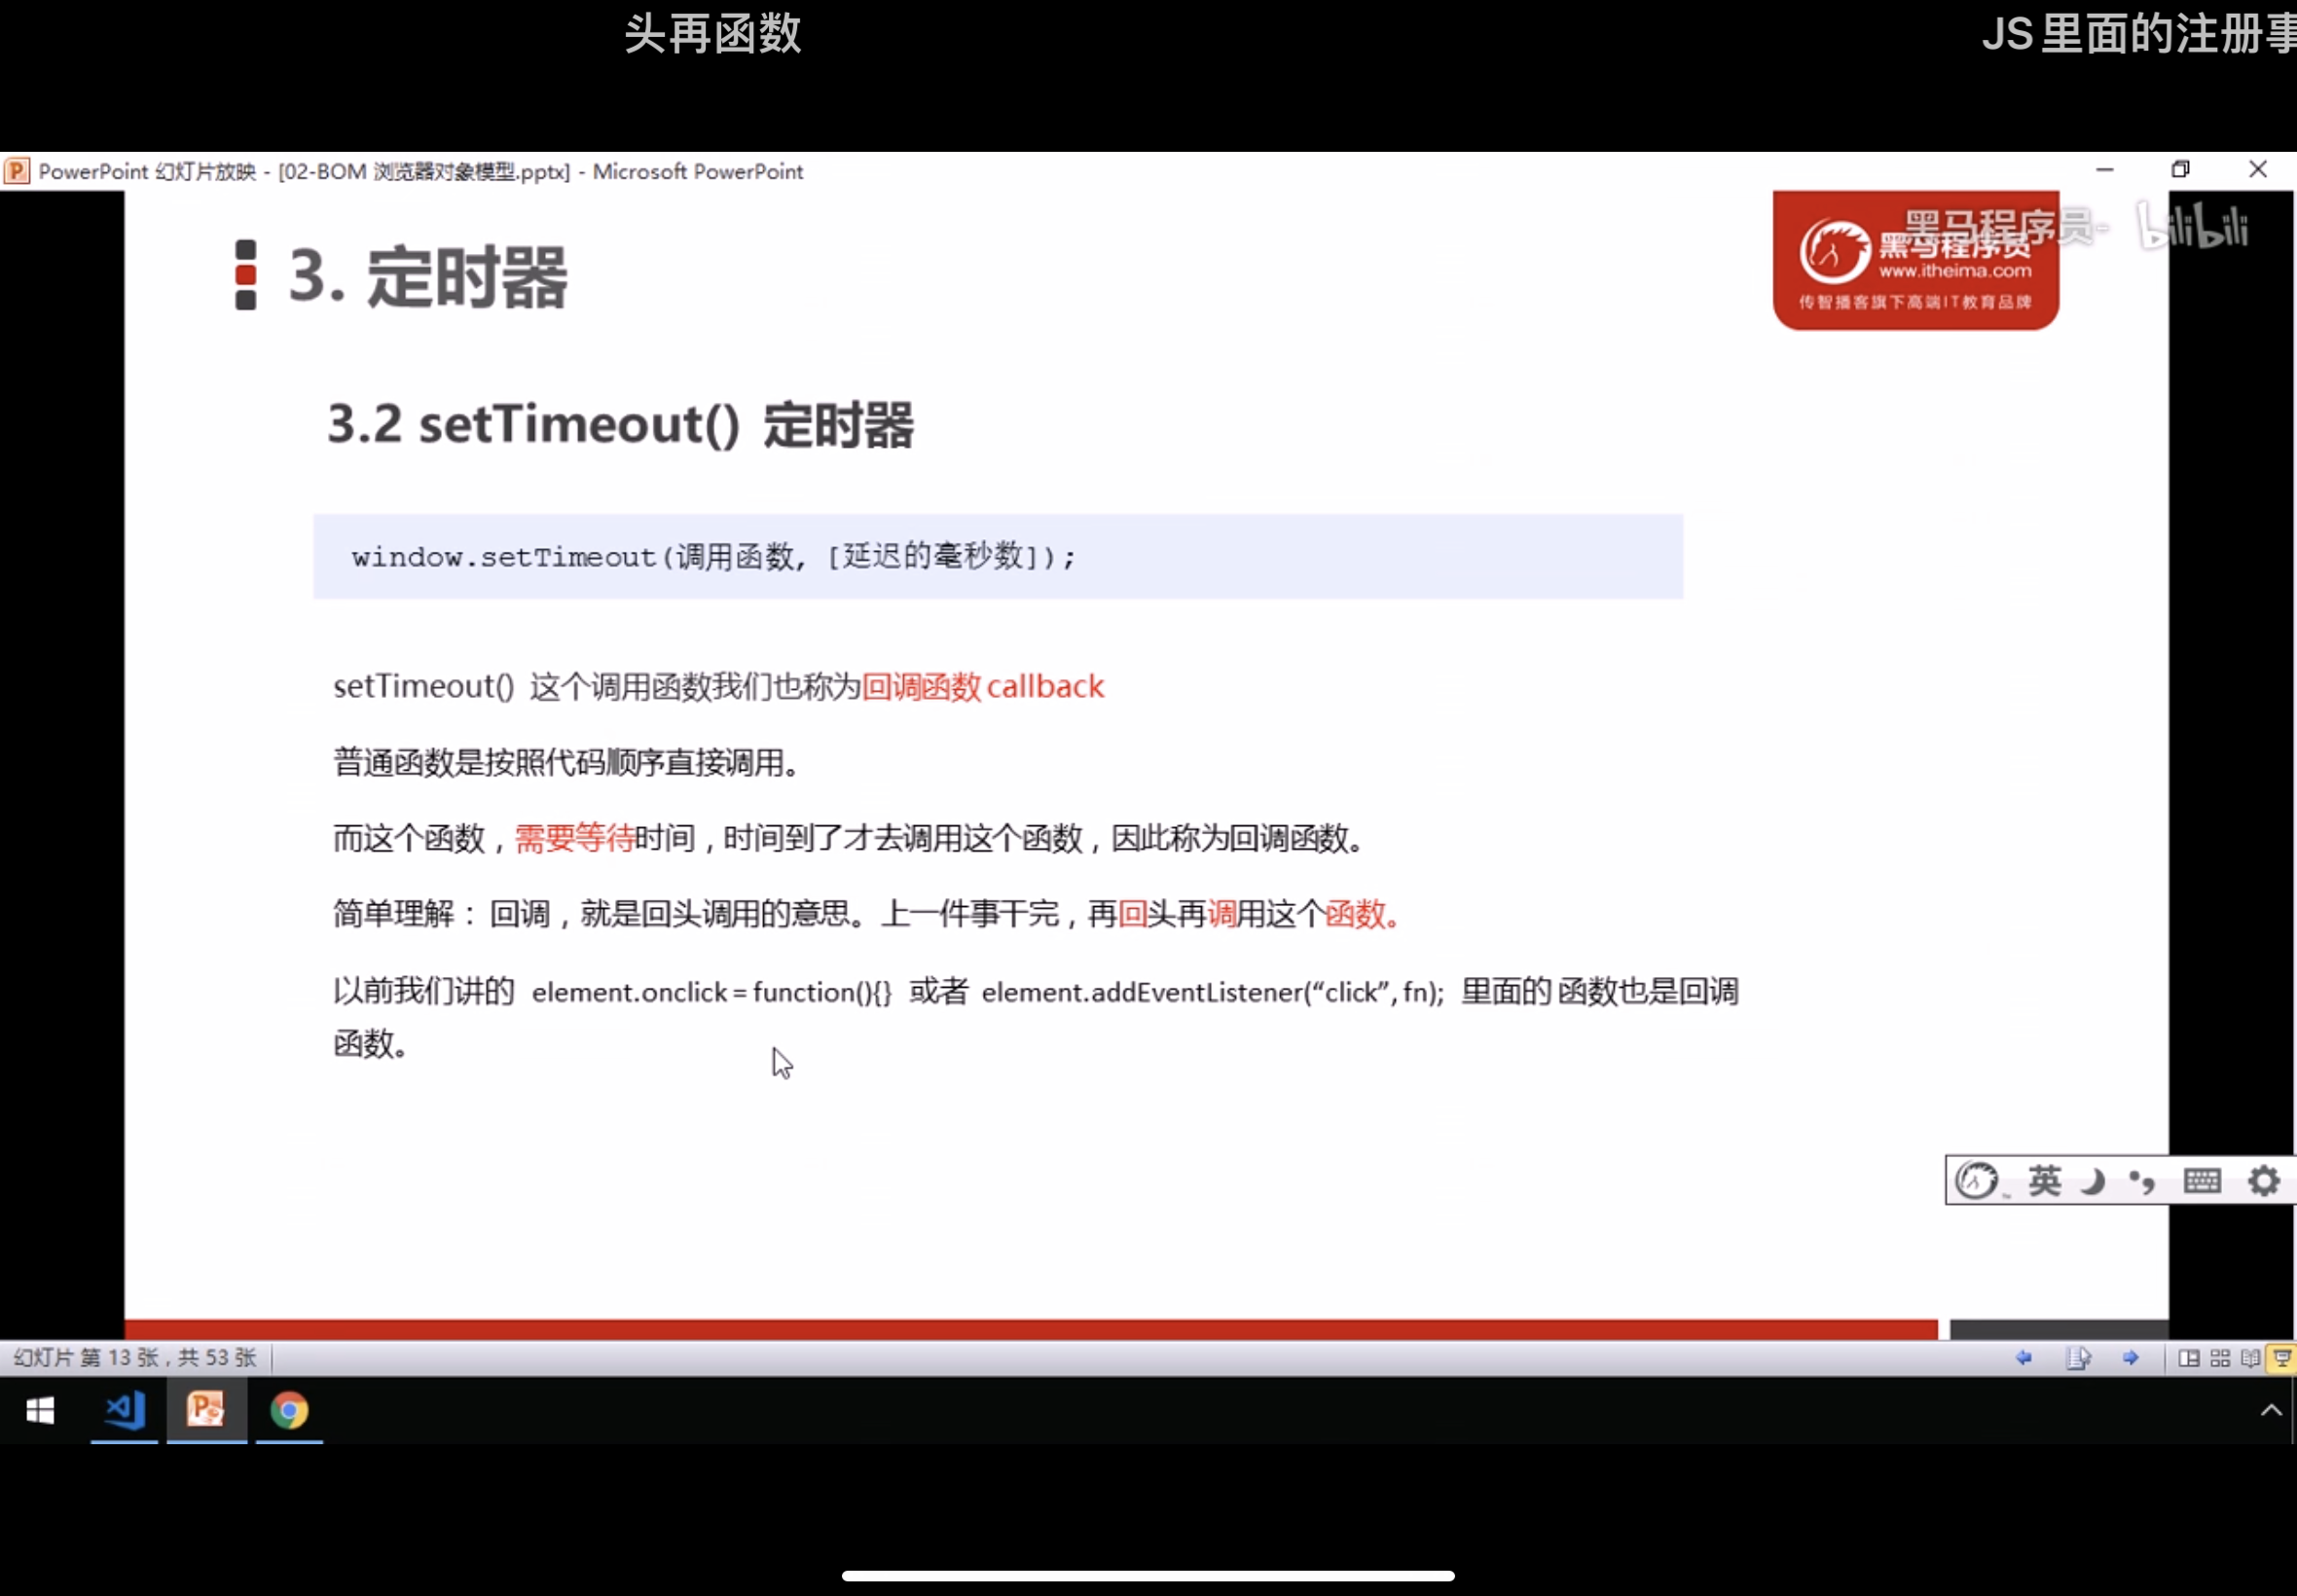 头再函数
JS里面的注册事
PowerPoint 幻灯片放映 - [02-BOM 浏览器对象模型.pptx] - Microsoft PowerPoint
黑马程序员-
bilibili
黑马程序员
www.itheima.com
传智播客旗下高端IT教育品牌
3. 定时器
3.2 setTimeout() 定时器
window.setTimeout(调用函数, [延迟的毫秒数]);
setTimeout() 这个调用函数我们也称为回调函数 callback
普通函数是按照代码顺序直接调用。
而这个函数，需要等待时间，时间到了才去调用这个函数，因此称为回调函数。
简单理解： 回调，就是回头调用的意思。上一件事干完，再回头再调用这个函数。
以前我们讲的 element.onclick = function(){} 或者 element.addEventListener(“click”, fn); 里面的 函数也是回调
函数。
英
幻灯片 第 13 张，共 53 张